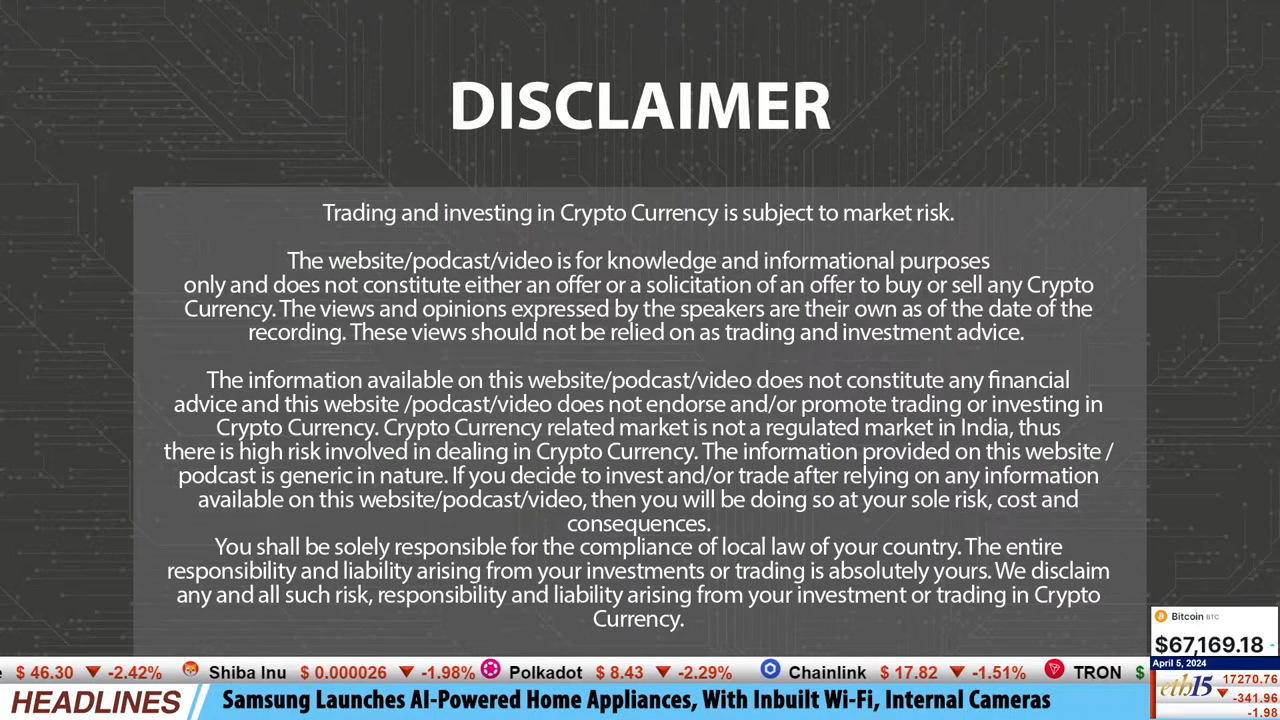 DISCLAIMER
Trading and investing in Crypto Currency is subject to market risk.
The website/podcast/video is for knowledge and informational purposes
only and does not constitute either an offer or a solicitation of an offer to buy or sell any Crypto
Currency. The views and opinions expressed by the speakers are their own as of the date of the
recording. These views should not be relied on as trading and investment advice.
The information available on this website/podcast/video does not constitute any financial
advice and this website /podcast/video does not endorse and/or promote trading or investing in
Crypto Currency. Crypto Currency related market is not a regulated market in India, thus
there is high risk involved in dealing in Crypto Currency. The information provided on this website /
podcast is generic in nature. If you decide to invest and/or trade after relying on any information
available on this website/podcast/video, then you will be doing so at your sole risk, cost and
consequences.
You shall be solely responsible for the compliance of local law of your country. The entire
responsibility and liability arising from your investments or trading is absolutely yours. We disclaim
any and all such risk, responsibility and liability arising from your investment or trading in Crypto
Currency.
Bitcoin BTC
$67,169.18
April 5, 2024
eth15 17270.76
-341.96
-1.98
$ 46.30 -2.42% Shiba Inu $ 0.000026 -1.98% Polkadot $ 8.43 -2.29% Chainlink $ 17.82 -1.51% TRON $
HEADLINES Samsung Launches AI-Powered Home Appliances, With Inbuilt Wi-Fi, Internal Cameras